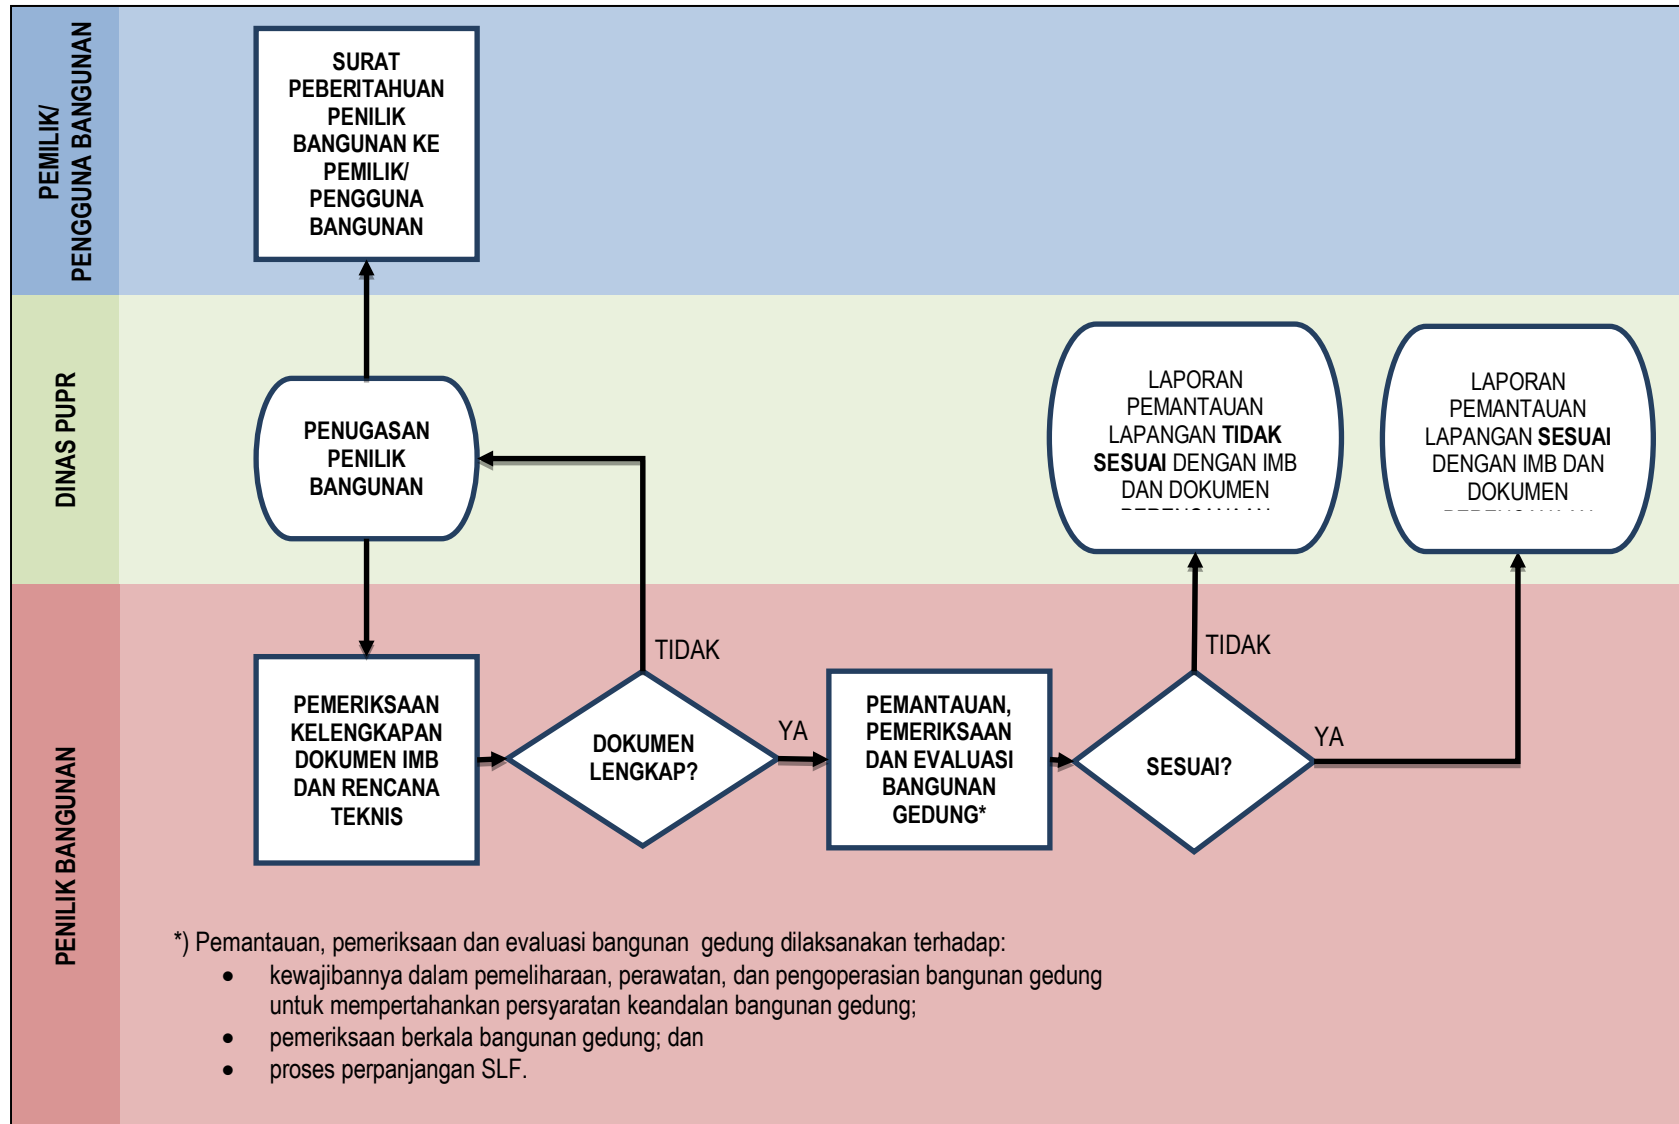 PEMILIK/
PENGGUNA BANGUNAN
SURAT
PEBERITAHUAN
PENILIK
BANGUNAN KE
PEMILIK/
PENGGUNA
BANGUNAN
DINAS PUPR
PENUGASAN
PENILIK
BANGUNAN
LAPORAN
PEMANTAUAN
LAPANGAN TIDAK
SESUAI DENGAN IMB
DAN DOKUMEN
LAPORAN
PEMANTAUAN
LAPANGAN SESUAI
DENGAN IMB DAN
DOKUMEN
PENILIK BANGUNAN
PEMERIKSAAN
KELENGKAPAN
DOKUMEN IMB
DAN RENCANA
TEKNIS
TIDAK
DOKUMEN
LENGKAP?
YA
PEMANTAUAN,
PEMERIKSAAN
DAN EVALUASI
BANGUNAN
GEDUNG*
TIDAK
SESUAI?
YA
*) Pemantauan, pemeriksaan dan evaluasi bangunan gedung dilaksanakan terhadap:
• kewajibannya dalam pemeliharaan, perawatan, dan pengoperasian bangunan gedung
untuk mempertahankan persyaratan keandalan bangunan gedung;
• pemeriksaan berkala bangunan gedung; dan
• proses perpanjangan SLF.